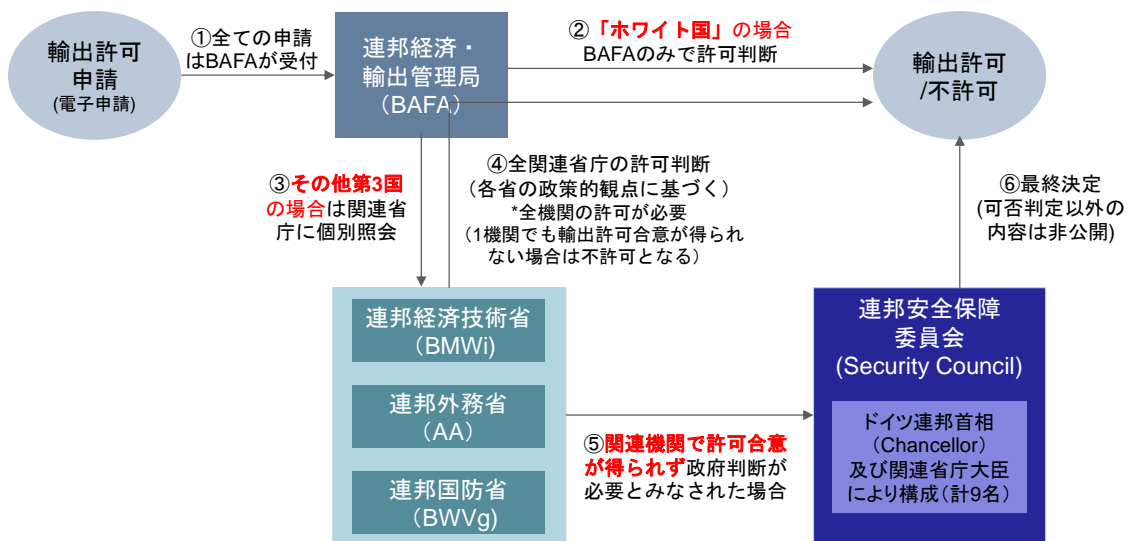 輸出許可
申請
(電子申請)
①全ての申請
はBAFAが受付
連邦経済・
輸出管理局
(BAFA)
②「ホワイト国」の場合
BAFAのみで許可判断
輸出許可
/不許可
③その他第3国
の場合は関連省
庁に個別照会
④全関連省庁の許可判断
(各省の政策的観点に基づく)
*全機関の許可が必要
(1機関でも輸出許可合意が得られ
ない場合は不許可となる)
⑥最終決定
(可否判定以外の
内容は非公開)
連邦経済技術省
(BMWi)
連邦外務省
(AA)
連邦国防省
(BWVg)
⑤関連機関で許可合意
が得られず政府判断が
必要とみなされた場合
連邦安全保障
委員会
(Security Council)
ドイツ連邦首相
(Chancellor)
及び関連省庁大臣
により構成(計9名)